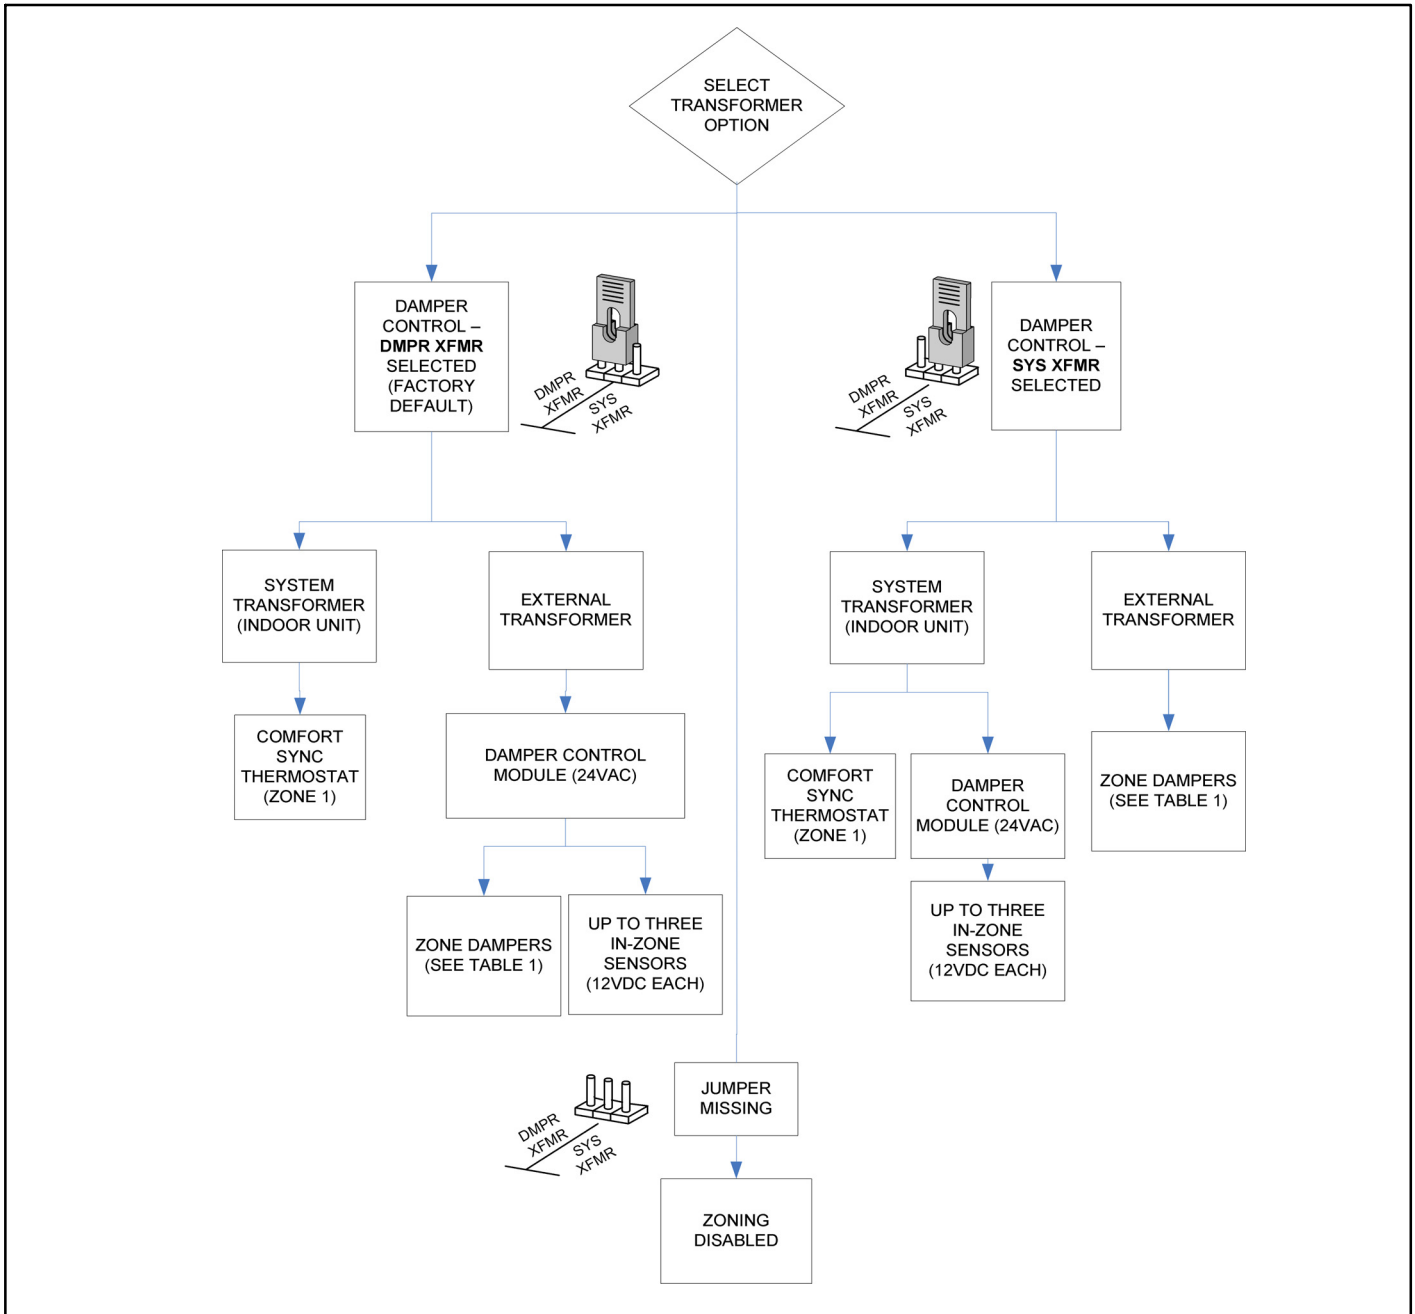 SELECT
TRANSFORMER
OPTION
DAMPER
CONTROL –
DMPR XFMR
SELECTED
(FACTORY
DEFAULT)
DMPR
XFMR
SYS
XFMR
DMPR
XFMR
SYS
XFMR
DAMPER
CONTROL –
SYS XFMR
SELECTED
SYSTEM
TRANSFORMER
(INDOOR UNIT)
EXTERNAL
TRANSFORMER
SYSTEM
TRANSFORMER
(INDOOR UNIT)
EXTERNAL
TRANSFORMER
COMFORT
SYNC
THERMOSTAT
(ZONE 1)
DAMPER CONTROL
MODULE (24VAC)
COMFORT
SYNC
THERMOSTAT
(ZONE 1)
DAMPER
CONTROL
MODULE (24VAC)
ZONE DAMPERS
(SEE TABLE 1)
ZONE DAMPERS
(SEE TABLE 1)
UP TO THREE
IN-ZONE
SENSORS
(12VDC EACH)
UP TO THREE
IN-ZONE
SENSORS
(12VDC EACH)
DMPR
XFMR
SYS
XFMR
JUMPER
MISSING
ZONING
DISABLED